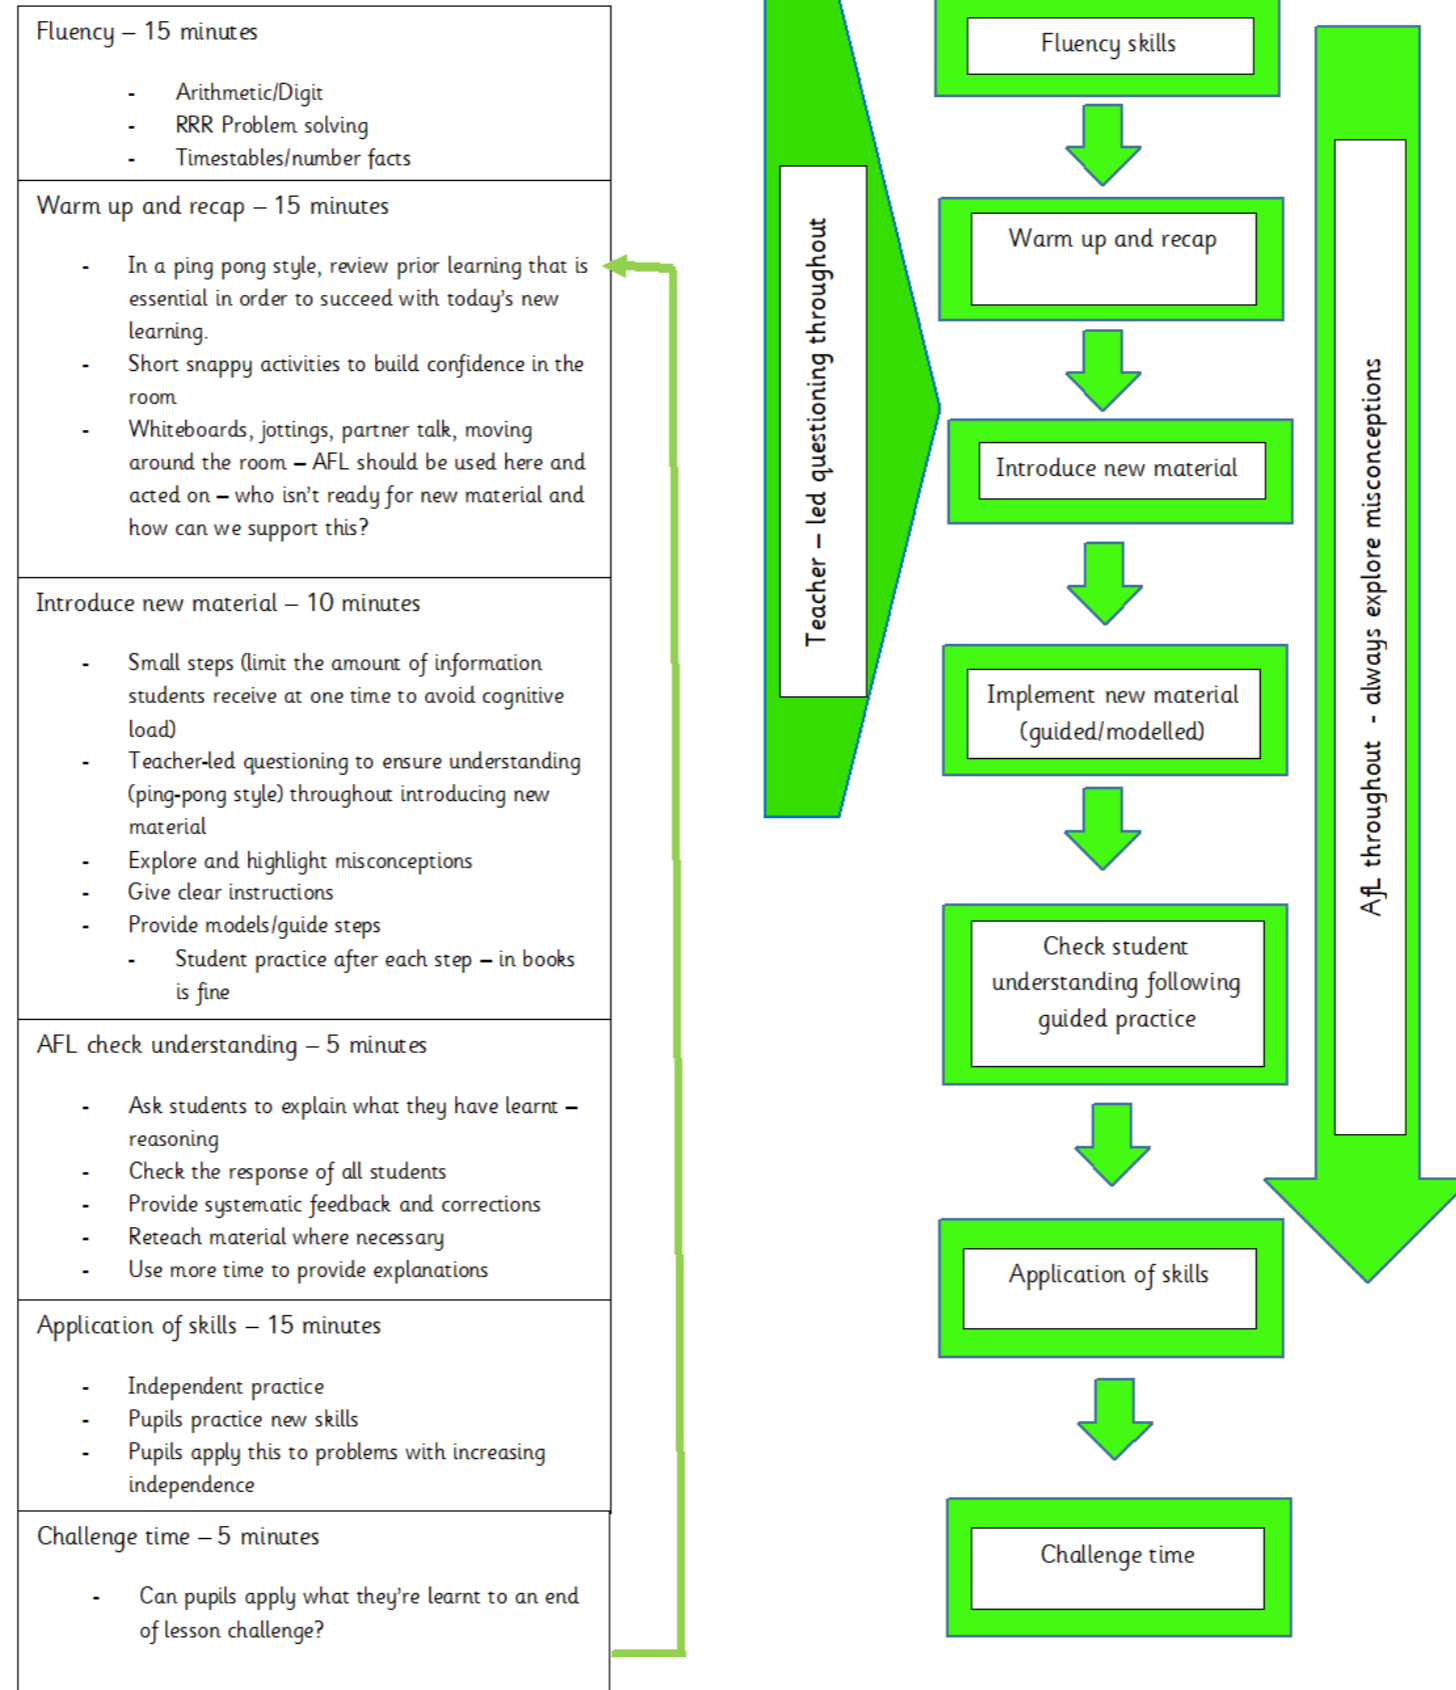 Fluency – 15 minutes
- Arithmetic/Digit
- RRR Problem solving
- Timestables/number facts
Warm up and recap – 15 minutes
- In a ping pong style, review prior learning that is
essential in order to succeed with today's new
learning.
- Short snappy activities to build confidence in the
room
- Whiteboards, jottings, partner talk, moving
around the room – AFL should be used here and
acted on – who isn't ready for new material and
how can we support this?
Introduce new material – 10 minutes
- Small steps (limit the amount of information
students receive at one time to avoid cognitive
load)
- Teacher-led questioning to ensure understanding
(ping-pong style) throughout introducing new
material
- Explore and highlight misconceptions
- Give clear instructions
- Provide models/guide steps
- Student practice after each step – in books
is fine
AFL check understanding – 5 minutes
- Ask students to explain what they have learnt –
reasoning
- Check the response of all students
- Provide systematic feedback and corrections
- Reteach material where necessary
- Use more time to provide explanations
Application of skills – 15 minutes
- Independent practice
- Pupils practice new skills
- Pupils apply this to problems with increasing
independence
Challenge time – 5 minutes
- Can pupils apply what they're learnt to an end
of lesson challenge?
Teacher – led questioning throughout
Fluency skills
Warm up and recap
Introduce new material
Implement new material
(guided/modelled)
Check student
understanding following
guided practice
Application of skills
Challenge time
AfL throughout - always explore misconceptions